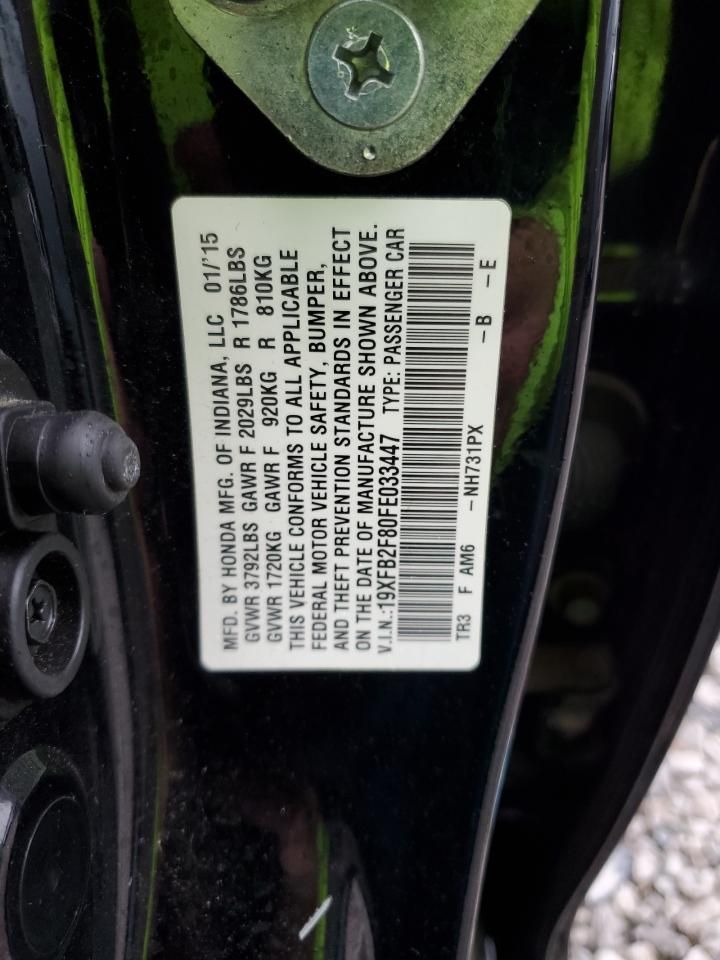 MFD. BY HONDA MFG. OF INDIANA, LLC 01/'15
GVWR 3792LBS GAWR F 2029LBS R 1786LBS
GVWR 1720KG GAWR F 920KG R 810KG
THIS VEHICLE CONFORMS TO ALL APPLICABLE
FEDERAL MOTOR VEHICLE SAFETY, BUMPER,
AND THEFT PREVENTION STANDARDS IN EFFECT
ON THE DATE OF MANUFACTURE SHOWN ABOVE.
V.I.N.:19XFB2F80FE033447 TYPE: PASSENGER CAR
TR3 F AM6 -NH731PX -B -E